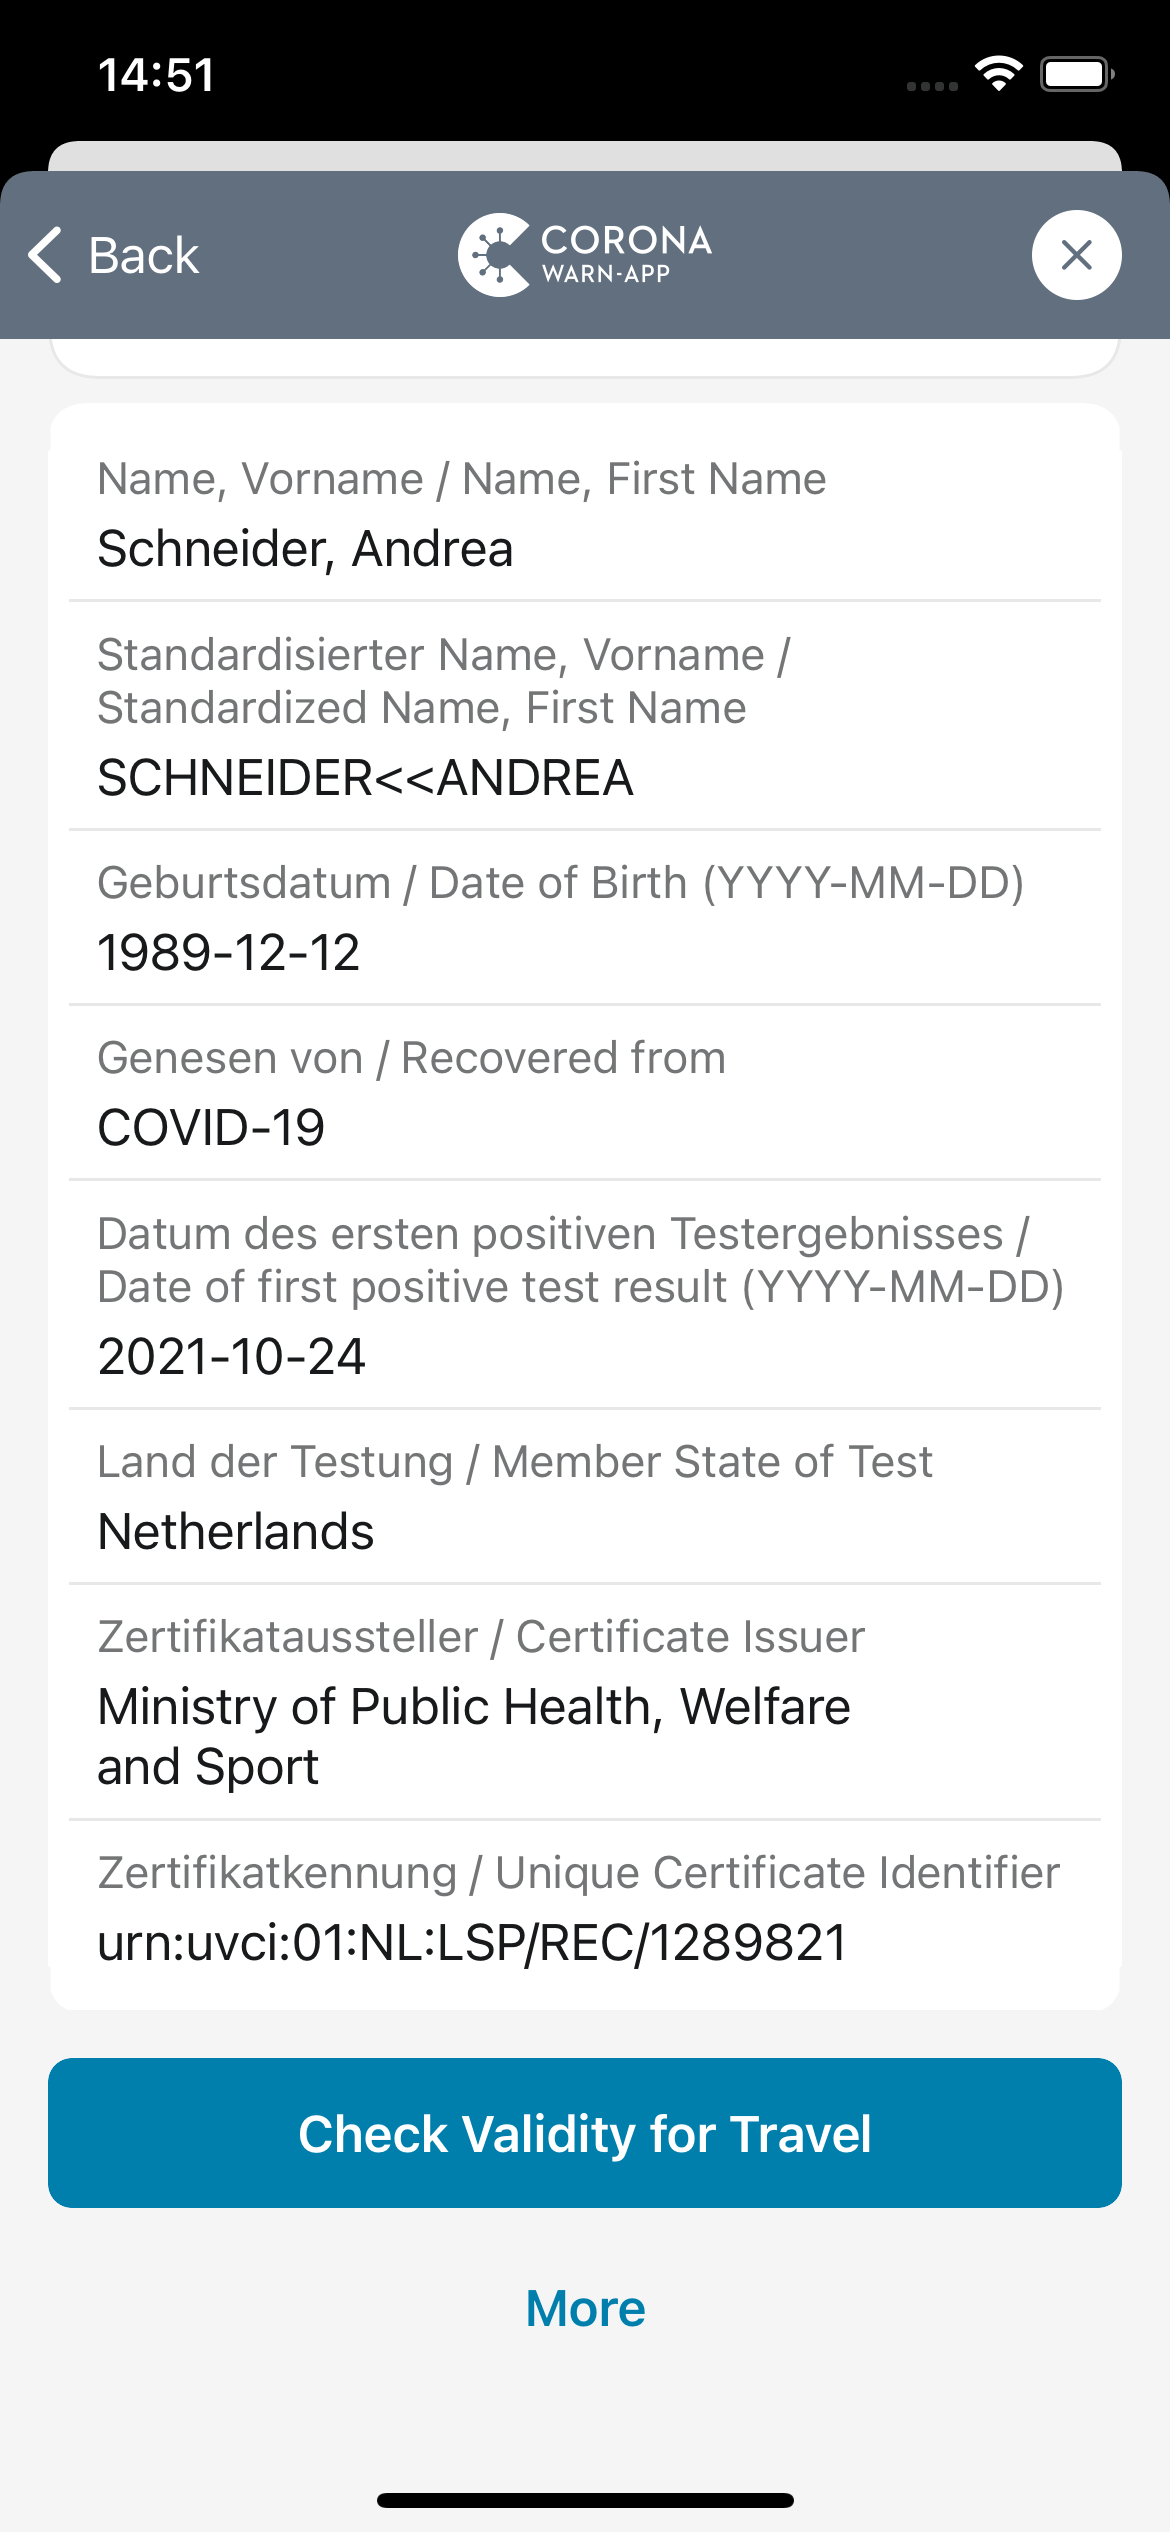 14:51
Back
CORONA
WARN-APP
Name, Vorname / Name, First Name
Schneider, Andrea
Standardisierter Name, Vorname /
Standardized Name, First Name
SCHNEIDER<<ANDREA
Geburtsdatum / Date of Birth (YYYY-MM-DD)
1989-12-12
Genesen von / Recovered from
COVID-19
Datum des ersten positiven Testergebnisses /
Date of first positive test result (YYYY-MM-DD)
2021-10-24
Land der Testung / Member State of Test
Netherlands
Zertifikataussteller / Certificate Issuer
Ministry of Public Health, Welfare
and Sport
Zertifikatkennung / Unique Certificate Identifier
urn:uvci:01:NL:LSP/REC/1289821
Check Validity for Travel
More